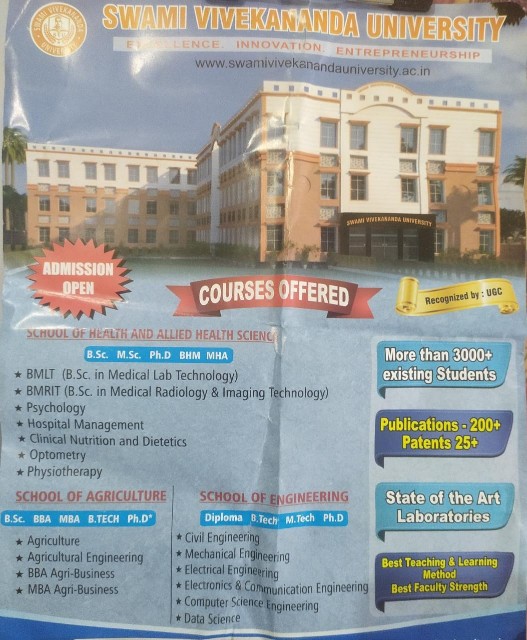 SWAMI VIVEKANANDA UNIVERSITY
EXCELLENCE. INNOVATION. ENTREPRENEURSHIP
www.swamivivekanandauniversity.ac.in
SWAMI VIVEKANANDA UNIVERSITY
ADMISSION
OPEN
COURSES OFFERED
Recognized by : UGC
SCHOOL OF HEALTH AND ALLIED HEALTH SCIENC
B.Sc. M.Sc. Ph.D BHM MHA
★ BMLT (B.Sc. in Medical Lab Technology)
★ BMRIT (B.Sc. in Medical Radiology & Imaging Technology)
★ Psychology
★ Hospital Management
★ Clinical Nutrition and Dietetics
★ Optometry
★ Physiotherapy
More than 3000+
existing Students
Publications - 200+
Patents 25+
State of the Art
Laboratories
Best Teaching & Learning
Method
Best Faculty Strength
SCHOOL OF AGRICULTURE
B.Sc. BBA MBA B.TECH Ph.D*
★ Agriculture
★ Agricultural Engineering
★ BBA Agri-Business
★ MBA Agri-Business
SCHOOL OF ENGINEERING
Diploma B.Tech M.Tech Ph.D
★ Civil Engineering
★ Mechanical Engineering
★ Electrical Engineering
★ Electronics & Communication Engineering
★ Computer Science Engineering
★ Data Science